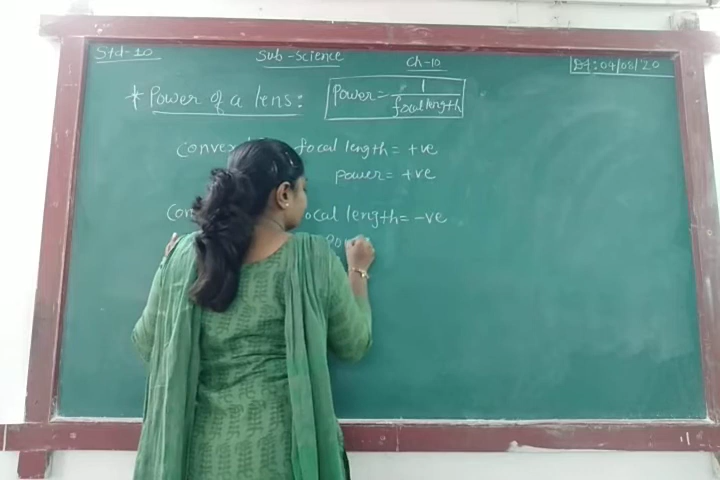 Std-10 Sub-Science Ch-10 Dt: 04/08/20
* Power of a lens: Power = 1 / focal length
focal length = +ve
power = +ve
length = -ve